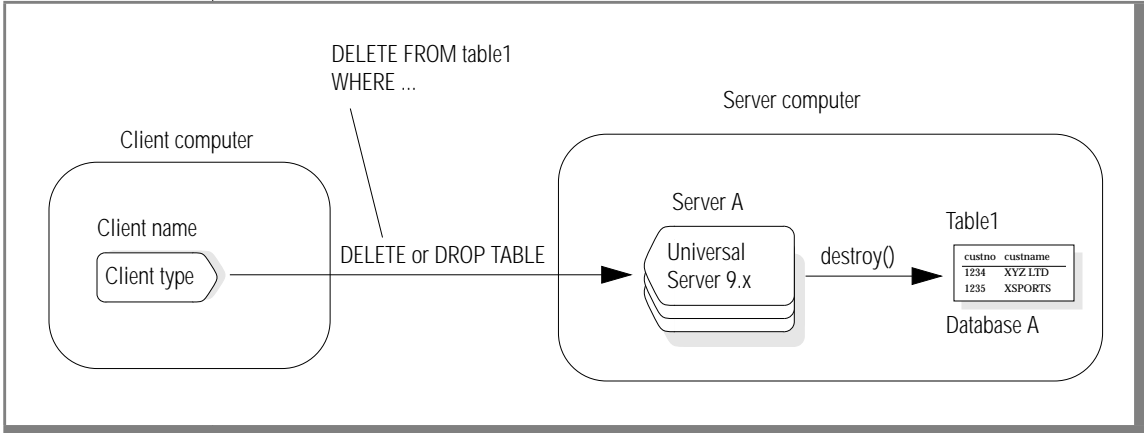 DELETE FROM table1
WHERE ...
Server computer
Client computer
Server A
Client name
Table1
DELETE or DROP TABLE
Universal
Server 9.x
destroy()
Client type
custno custname
1234 XYZ LTD
1235 XSPORTS
Database A